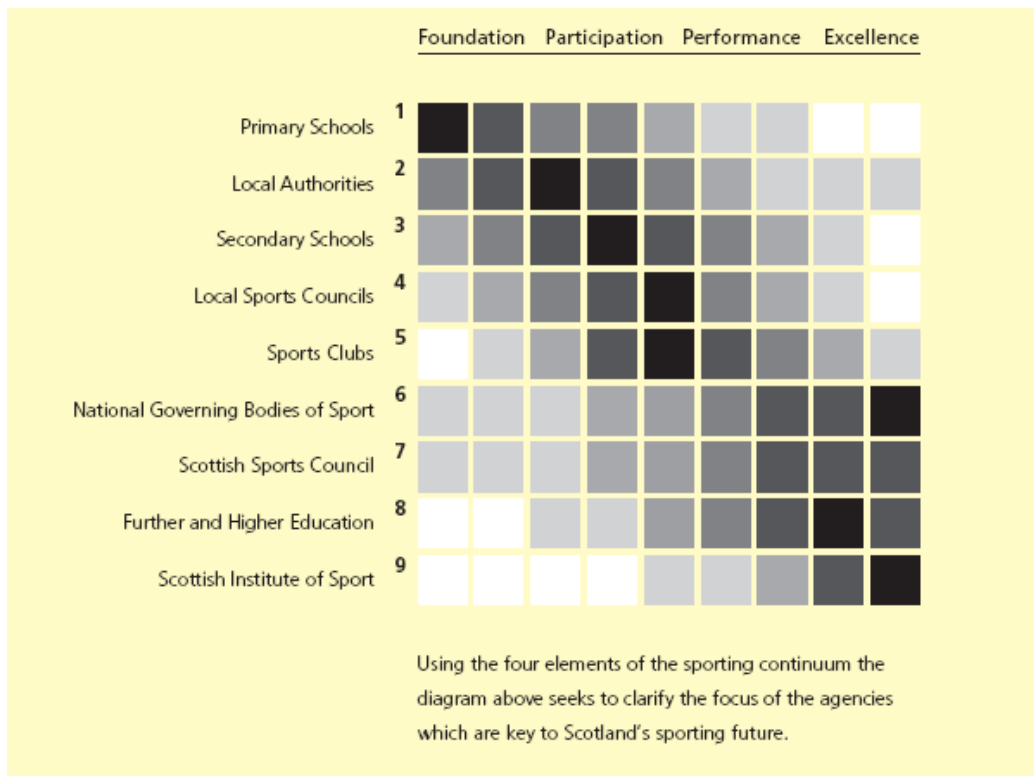 Foundation Participation Performance Excellence
1 Primary Schools
2 Local Authorities
3 Secondary Schools
4 Local Sports Councils
5 Sports Clubs
6 National Governing Bodies of Sport
7 Scottish Sports Council
8 Further and Higher Education
9 Scottish Institute of Sport
Using the four elements of the sporting continuum the
diagram above seeks to clarify the focus of the agencies
which are key to Scotland's sporting future.